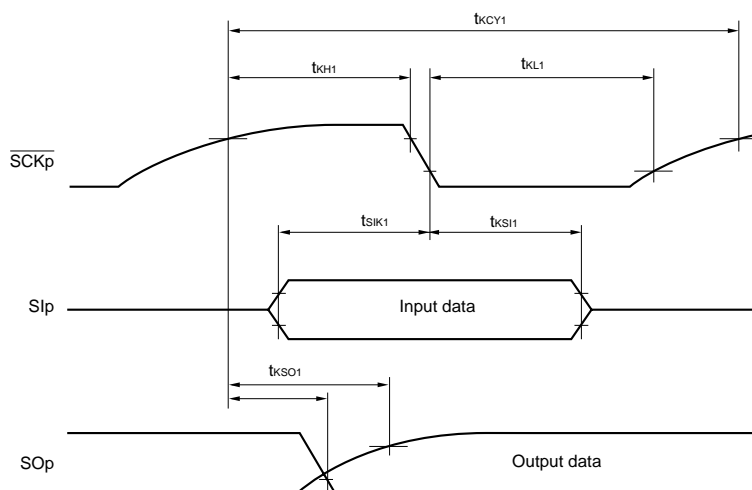 tKCY1
tKH1
tKL1
SCKp
tSIK1
tKSI1
SIp
Input data
tKSO1
SOp
Output data